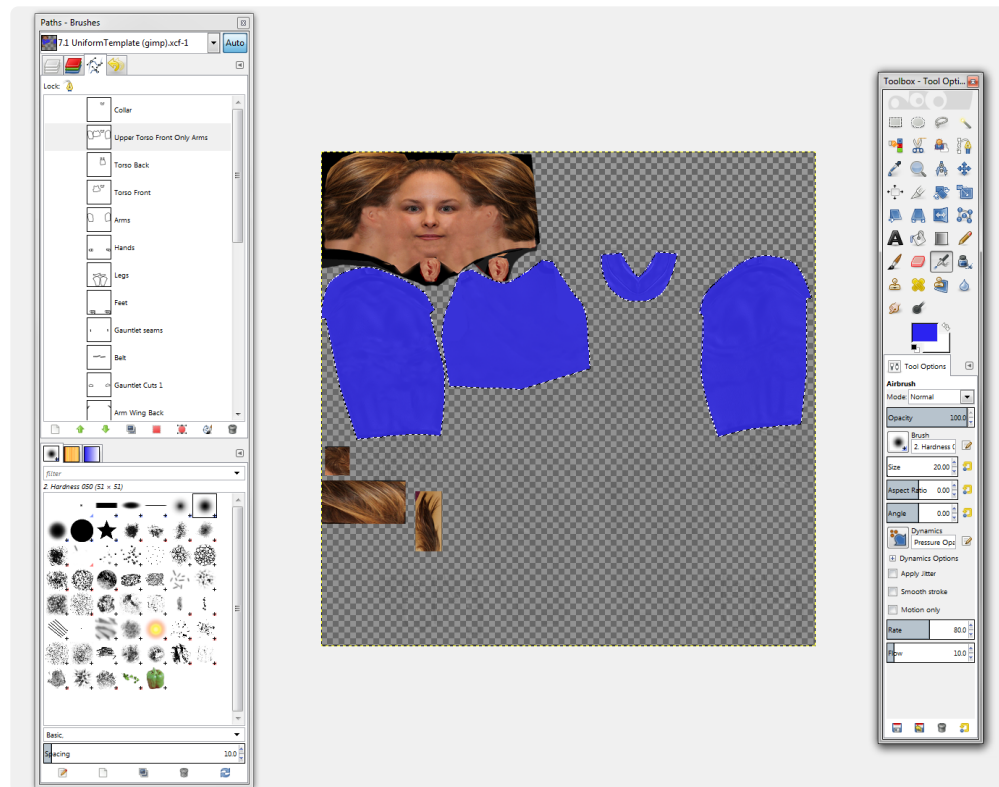 Paths - Brushes
7.1 UniformTemplate (gimp).xcf-1
Auto
Lock:
Collar
Upper Torso Front Only Arms
Torso Back
Torso Front
Arms
Hands
Legs
Feet
Gauntlet seams
Belt
Gauntlet Cuts 1
Arm Wing Back
filter
2. Hardness 050 (51 × 51)
Basic,
Spacing 10.0
Toolbox - Tool Opti...
Tool Options
Airbrush
Mode: Normal
Opacity 100.0
Brush
2. Hardness 0
Size 20.00
Aspect Ratio 0.00
Angle 0.00
Dynamics
Pressure Opa
Dynamics Options
Apply Jitter
Smooth stroke
Motion only
Rate 80.0
Flow 10.0